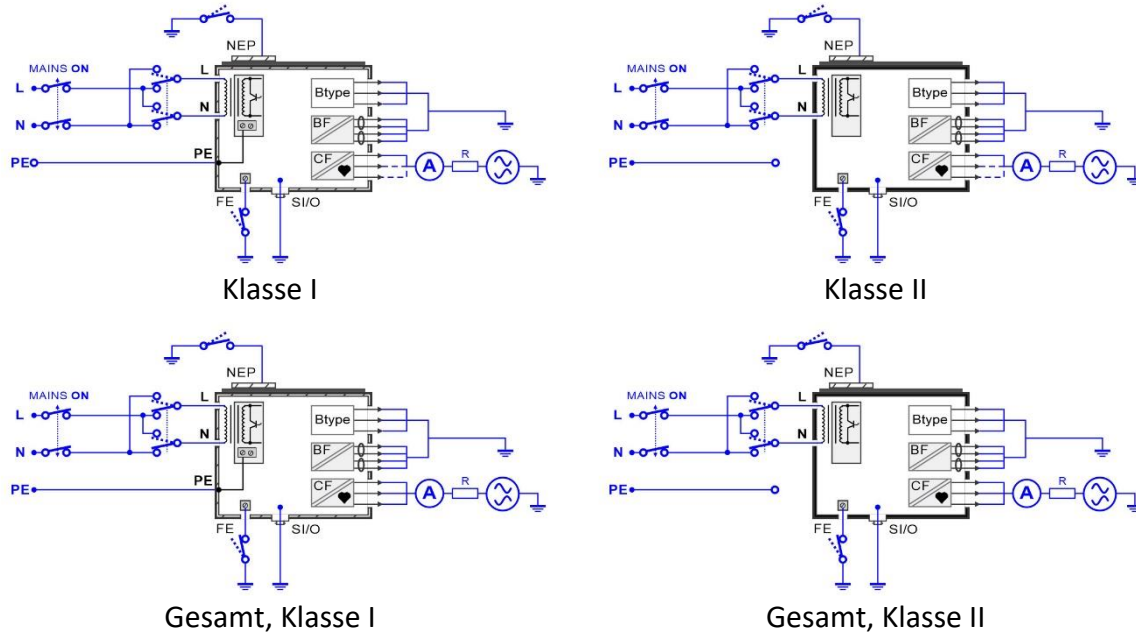 NEP
MAINS ON
L
L
N
N
PE
PE
Btype
BF
CF
A
R
FE
SI/O
Klasse I
NEP
MAINS ON
L
L
N
N
PE
Btype
BF
CF
A
R
FE
SI/O
Klasse II
NEP
MAINS ON
L
L
N
N
PE
PE
Btype
BF
CF
A
R
FE
SI/O
Gesamt, Klasse I
NEP
MAINS ON
L
L
N
N
PE
Btype
BF
CF
A
R
FE
SI/O
Gesamt, Klasse II